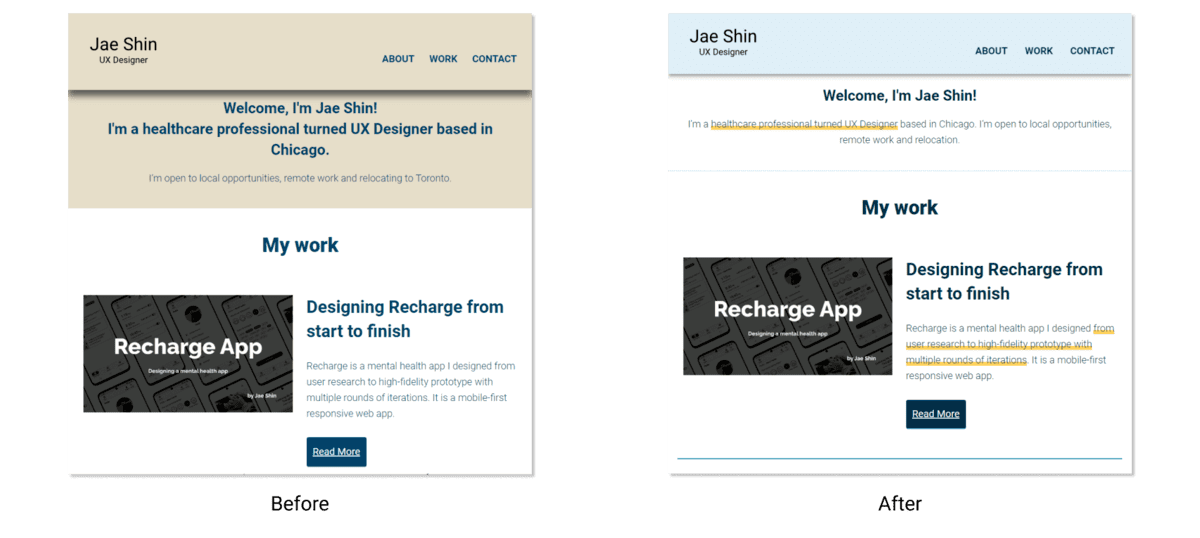 Jae Shin
UX Designer
ABOUT WORK CONTACT
Welcome, I'm Jae Shin!
I'm a healthcare professional turned UX Designer based in
Chicago.
I'm open to local opportunities, remote work and relocating to Toronto.
My work
Recharge App
Designing a mental health app
by Jae Shin
Designing Recharge from
start to finish
Recharge is a mental health app I designed from
user research to high-fidelity prototype with
multiple rounds of iterations. It is a mobile-first
responsive web app.
Read More
Before
Jae Shin
UX Designer
ABOUT WORK CONTACT
Welcome, I'm Jae Shin!
I'm a healthcare professional turned UX Designer based in Chicago. I'm open to local opportunities,
remote work and relocation.
My work
Recharge App
Designing a mental health app
by Jae Shin
Designing Recharge from
start to finish
Recharge is a mental health app I designed from
user research to high-fidelity prototype with
multiple rounds of iterations. It is a mobile-first
responsive web app.
Read More
After